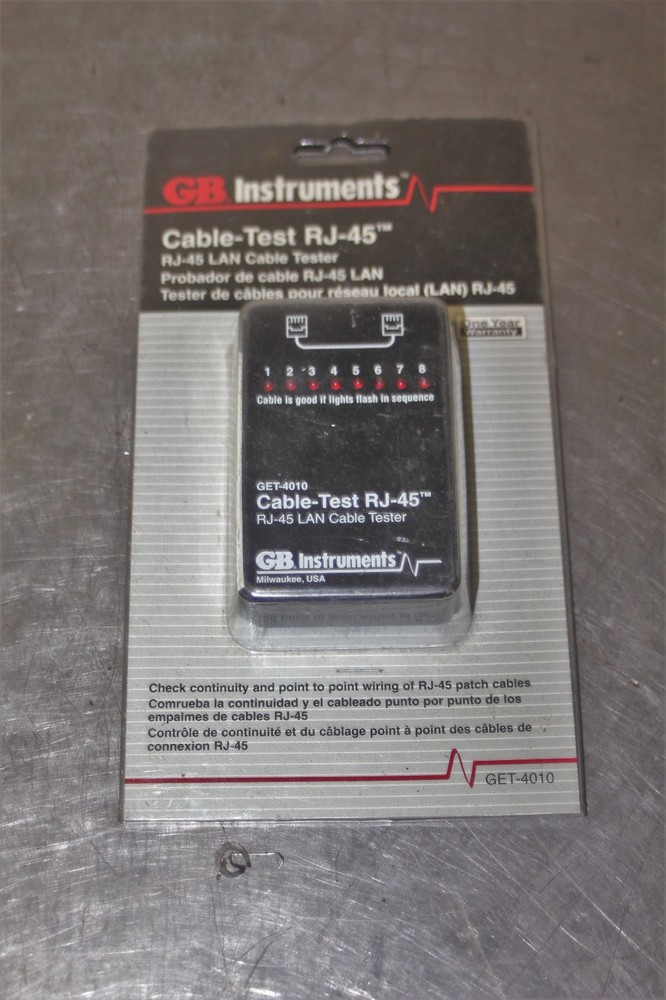 GB Instruments™
Cable-Test RJ-45™
RJ-45 LAN Cable Tester
Probador de cable RJ-45 LAN
Tester de câbles pour réseau local (LAN) RJ-45
One Year
Warranty
1 2 3 4 5 6 7 8
Cable is good if lights flash in sequence
GET-4010
Cable-Test RJ-45™
RJ-45 LAN Cable Tester
GB Instruments™
Milwaukee, USA
Check continuity and point to point wiring of RJ-45 patch cables
Comrueba la continuidad y el cableado punto por punto de los
empalmes de cables RJ-45
Contrôle de continuité et du câblage point à point des câbles de
connexion RJ-45
GET-4010